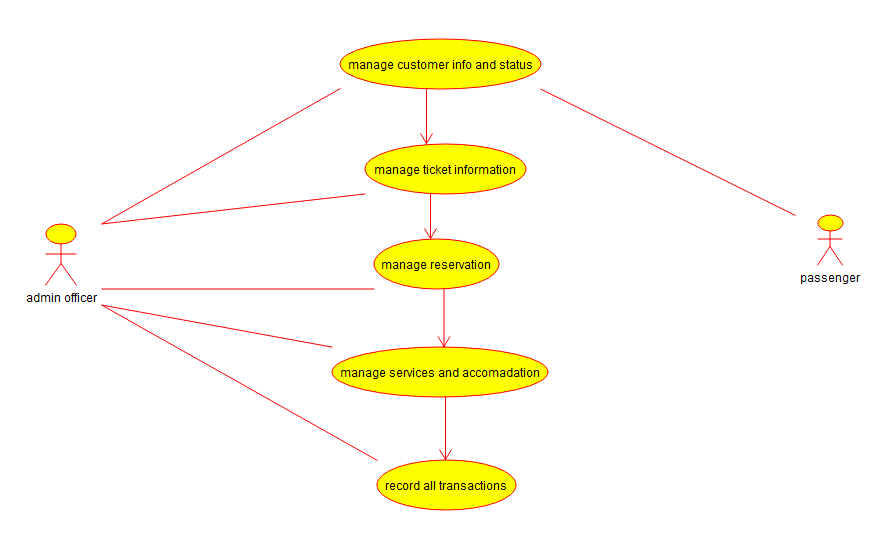 manage customer info and status
manage ticket information
manage reservation
admin officer
passenger
manage services and accomadation
record all transactions